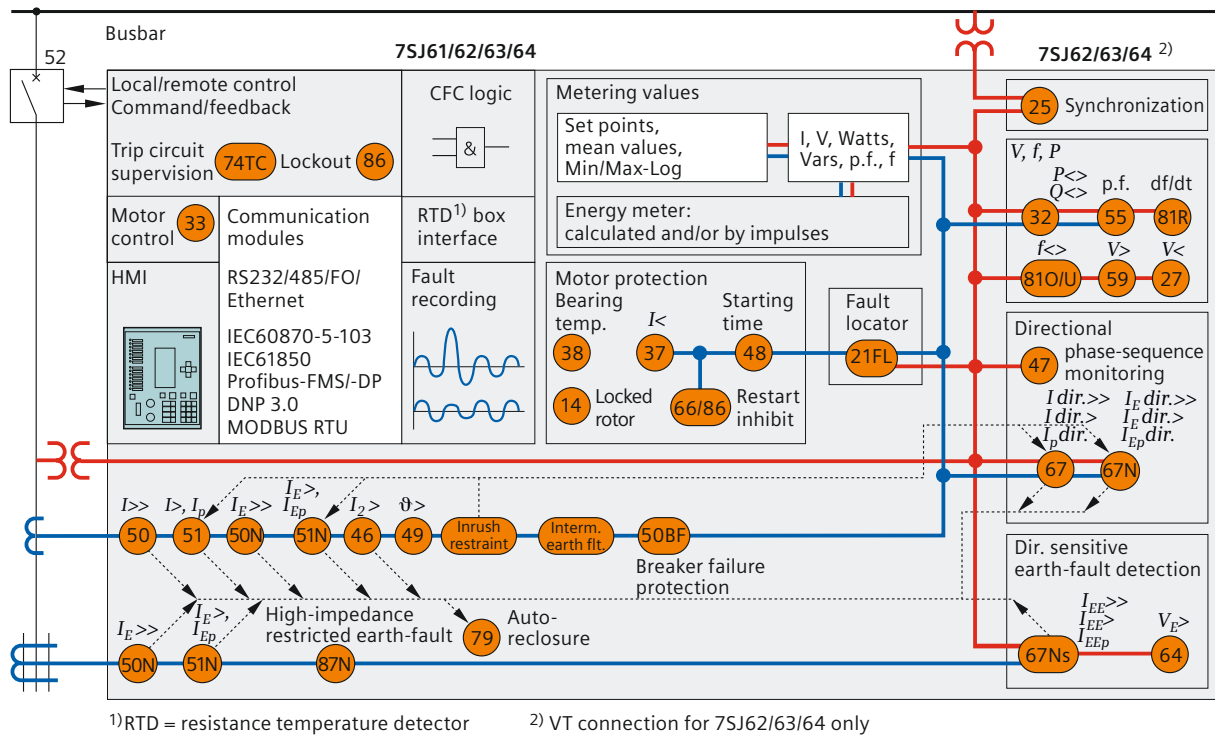 Busbar
7SJ61/62/63/64
7SJ62/63/64 2)
52
Local/remote control
Command/feedback
Trip circuit
supervision
74TC
Lockout
86
CFC logic
&
Metering values
Set points,
mean values,
Min/Max-Log
I, V, Watts,
Vars, p.f., f
Energy meter:
calculated and/or by impulses
25
Synchronization
V, f, P
P<>
Q<>
p.f.
df/dt
32
55
81R
f<>
V>
V<
81O/U
59
27
Motor
control
33
Communication
modules
RS232/485/FO/
Ethernet
IEC60870-5-103
IEC61850
Profibus-FMS/-DP
DNP 3.0
MODBUS RTU
RTD1) box
interface
HMI
Fault
recording
Motor protection
Bearing
temp.
I<
Starting
time
38
37
48
14
Locked
rotor
66/86
Restart
inhibit
Fault
locator
21FL
Directional
phase-sequence
monitoring
47
I dir.>>
I dir.>
Ip dir.
IE dir.>>
IE dir.>
IEp dir.
67
67N
I>>
I>, Ip
IE>>
IE>,
IEp
I2>
ϑ>
50
51
50N
51N
46
49
Inrush
restraint
Interm.
earth flt.
50BF
Breaker failure
protection
Dir. sensitive
earth-fault detection
IEE>>
IEE>
IEEp
VE>
67Ns
64
IE>>
IE>,
IEp
High-impedance
restricted earth-fault
79
Auto-
reclosure
50N
51N
87N
1)RTD = resistance temperature detector
2) VT connection for 7SJ62/63/64 only